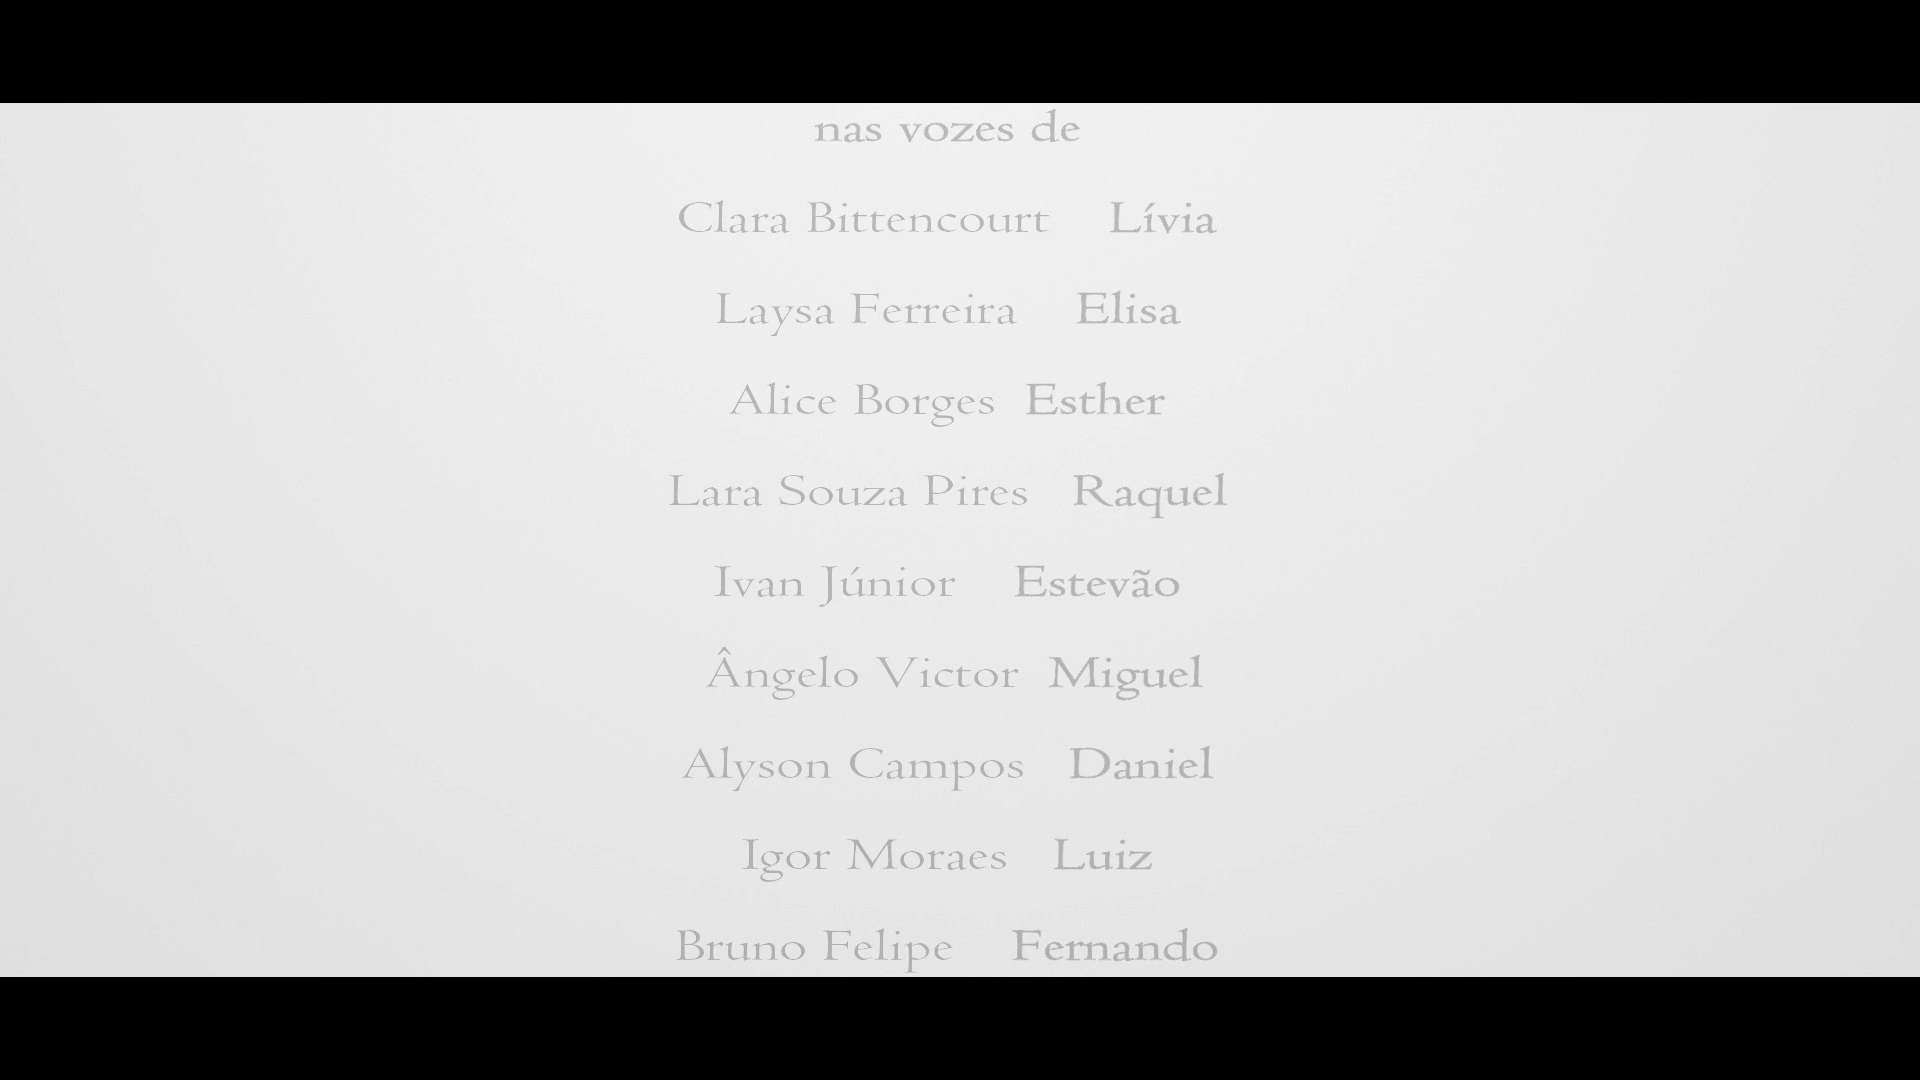 nas vozes de
Clara Bittencourt Lívia
Laysa Ferreira Elisa
Alice Borges Esther
Lara Souza Pires Raquel
Ivan Júnior Estevão
Ângelo Victor Miguel
Alyson Campos Daniel
Igor Moraes Luiz
Bruno Felipe Fernando